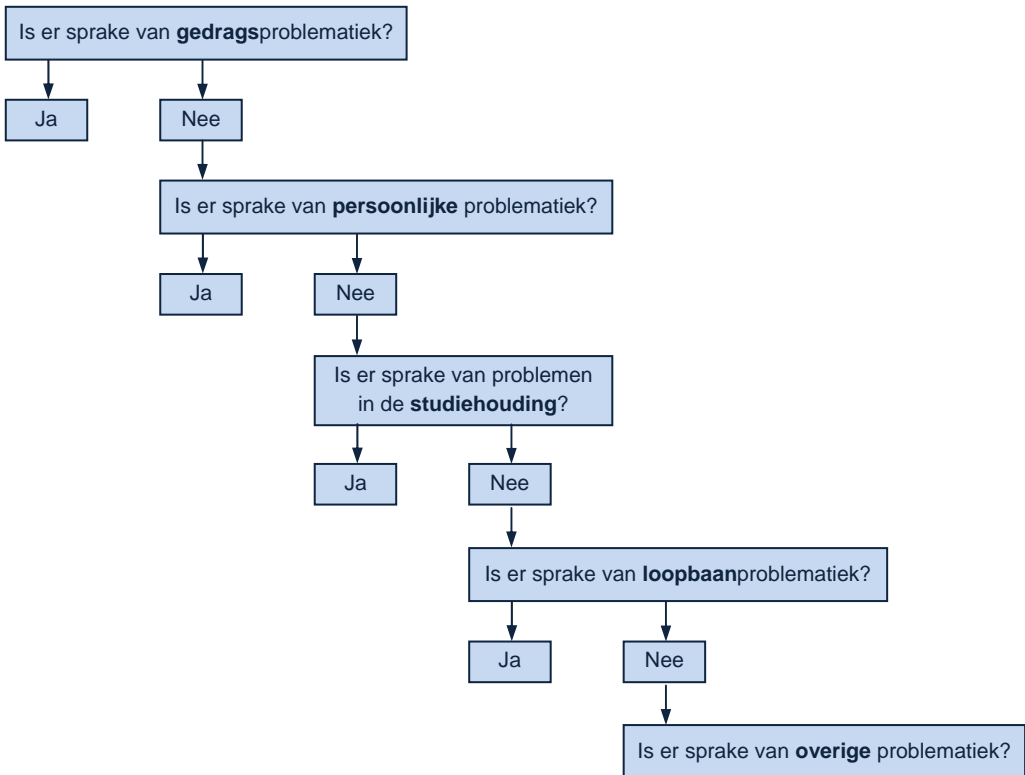 Is er sprake van gedragsproblematiek?
Ja
Nee
Is er sprake van persoonlijke problematiek?
Ja
Nee
Is er sprake van problemen
in de studiehouding?
Ja
Nee
Is er sprake van loopbaanproblematiek?
Ja
Nee
Is er sprake van overige problematiek?